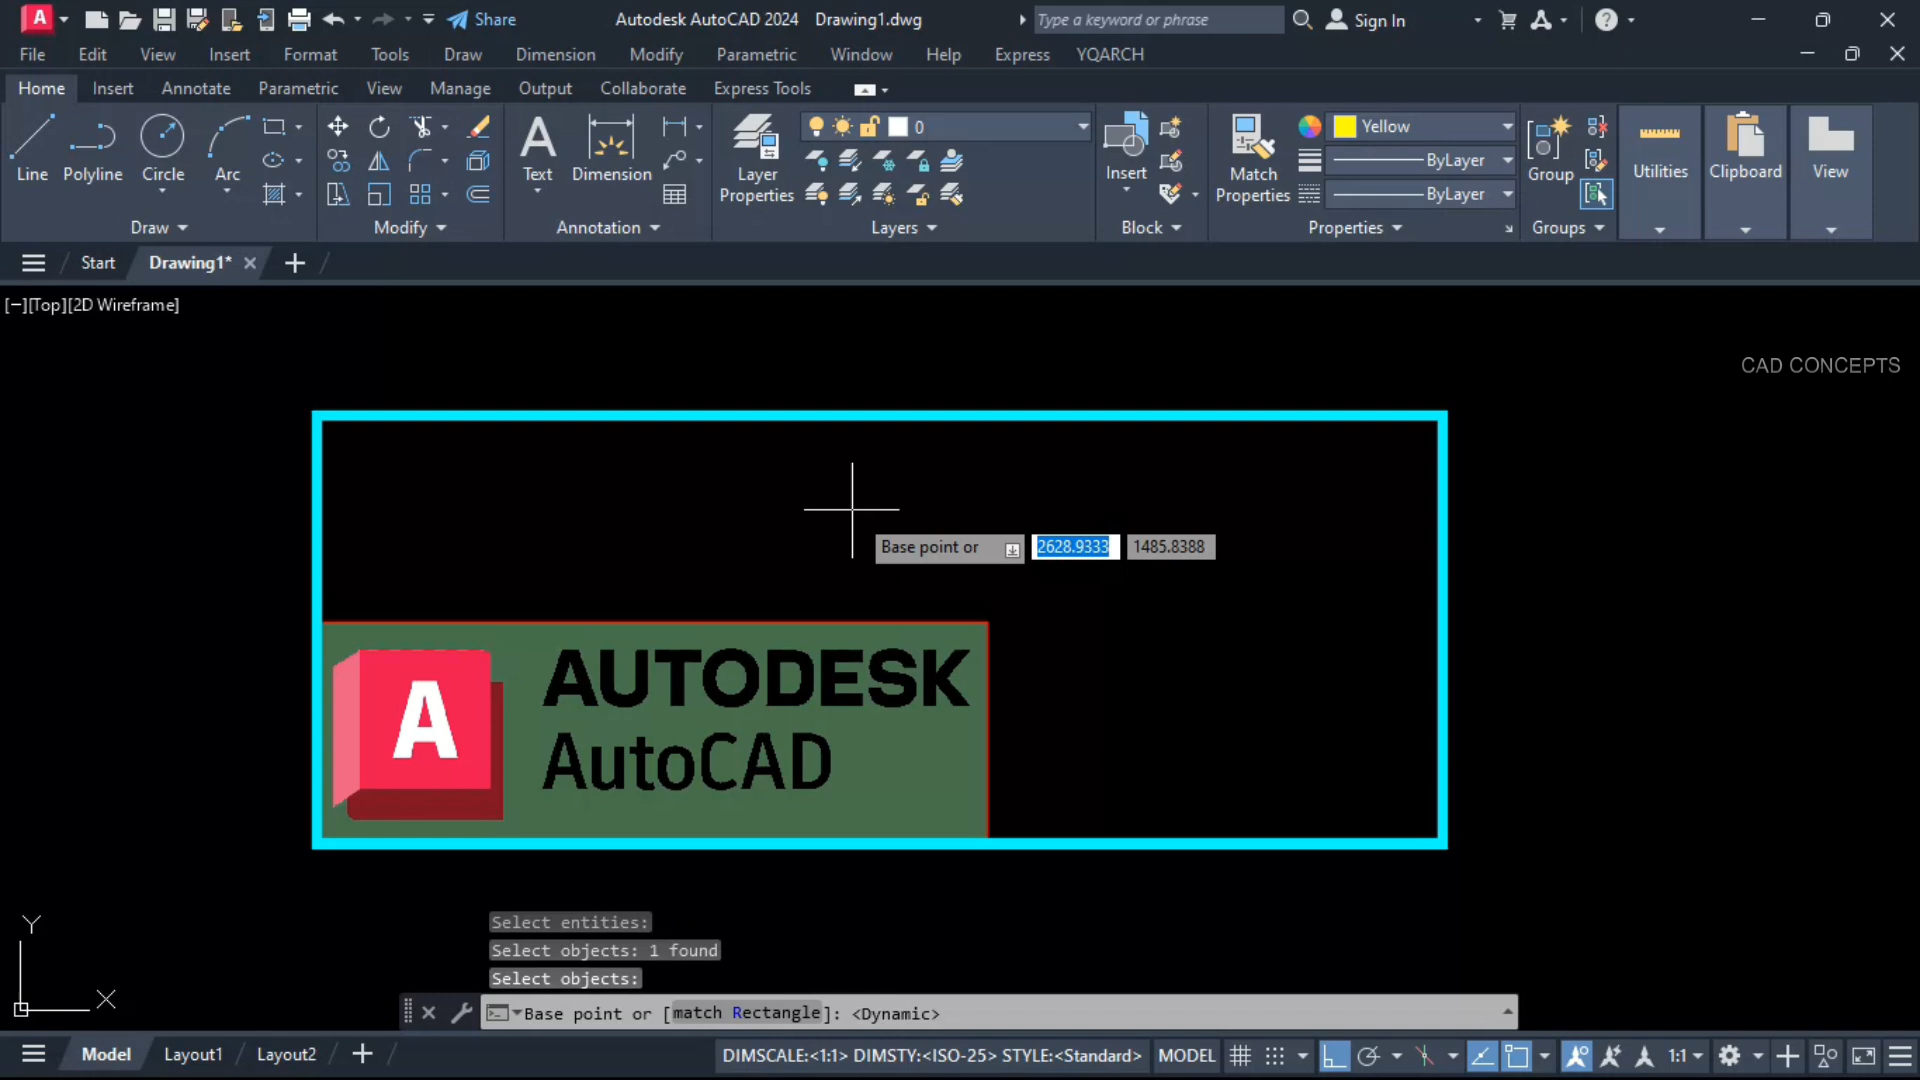 A Share Autodesk AutoCAD 2024 Drawing1.dwg Type a keyword or phrase Sign In
File Edit View Insert Format Tools Draw Dimension Modify Parametric Window Help Express YQARCH
Home Insert Annotate Parametric View Manage Output Collaborate Express Tools
0 Yellow
ByLayer
Line Polyline Circle Arc Text Dimension Layer Properties Insert Match Properties Group Utilities Clipboard View
ByLayer
Draw Modify Annotation Layers Block Properties Groups
Start Drawing1* +
[−][Top][2D Wireframe]
CAD CONCEPTS
Base point or 2628.9333 1485.8388
A
AUTODESK
AutoCAD
Y
X
Select entities:
Select objects: 1 found
Select objects:
Base point or [match Rectangle]: <Dynamic>
Model Layout1 Layout2 + DIMSCALE:<1:1> DIMSTY:<ISO-25> STYLE:<Standard> MODEL 1:1